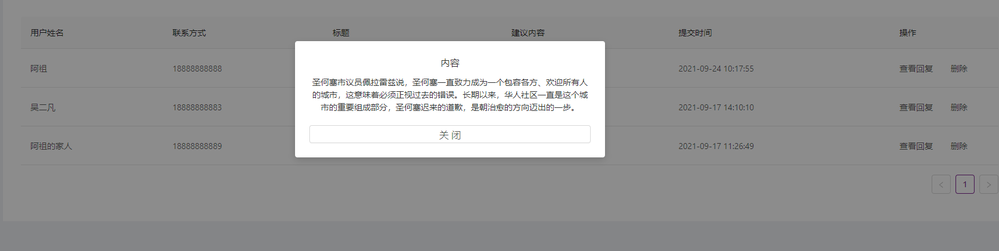 用户姓名 联系方式 标题 建议内容 提交时间 操作
内容
阿祖 18888888888 2021-09-24 10:17:55 查看回复 删除
圣何塞市议员佩拉雷兹说，圣何塞一直致力成为一个包容各方、欢迎所有人
的城市，这意味着必须正视过去的错误。长期以来，华人社区一直是这个城
市的重要组成部分，圣何塞迟来的道歉，是朝治愈的方向迈出的一步。
吴二凡 18888888883 2021-09-17 14:10:10 查看回复 删除
关 闭
阿祖的家人 18888888889 2021-09-17 11:26:49 查看回复 删除
< 1 >